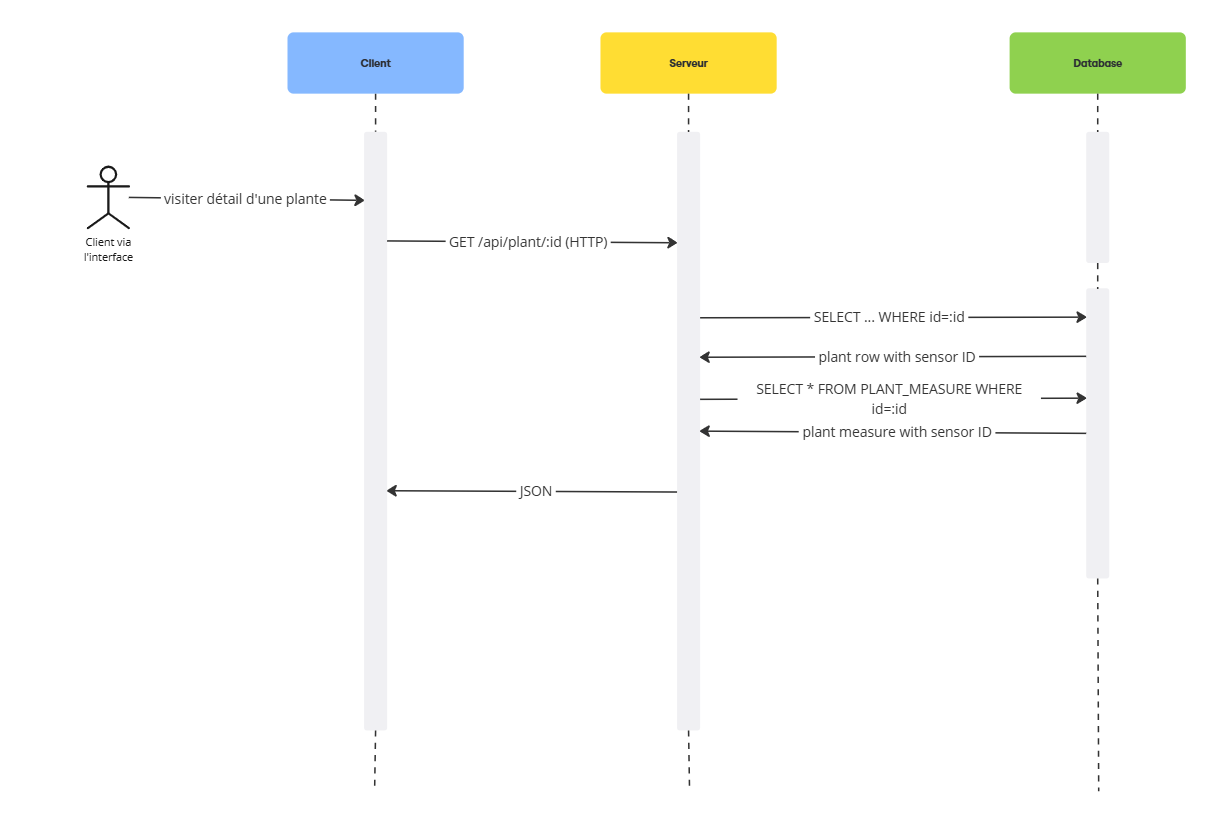 Client
Serveur
Database
visiter détail d'une plante
Client via
l'interface
GET /api/plant/:id (HTTP)
SELECT ... WHERE id=:id
plant row with sensor ID
SELECT * FROM PLANT_MEASURE WHERE
id=:id
plant measure with sensor ID
JSON